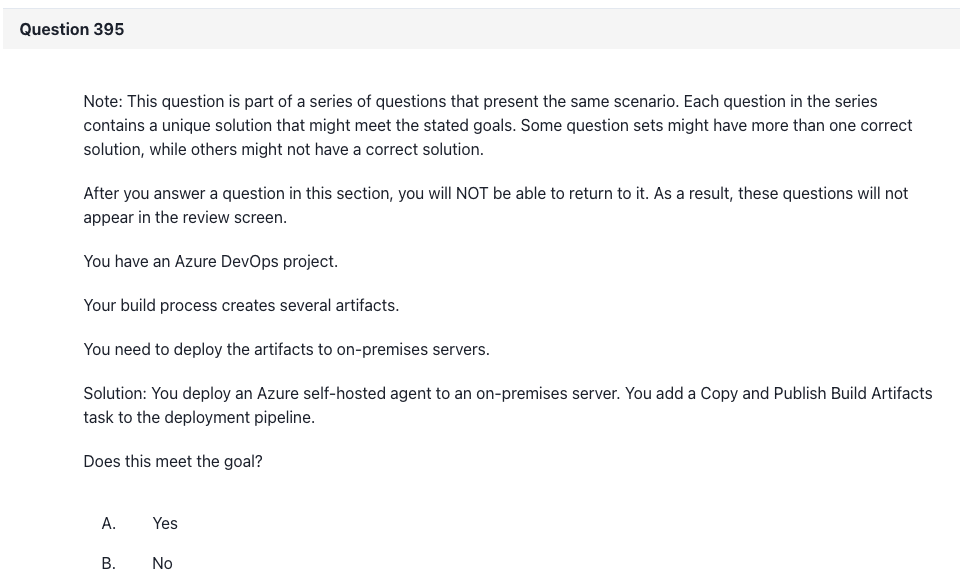 Question 395
Note: This question is part of a series of questions that present the same scenario. Each question in the series
contains a unique solution that might meet the stated goals. Some question sets might have more than one correct
solution, while others might not have a correct solution.
After you answer a question in this section, you will NOT be able to return to it. As a result, these questions will not
appear in the review screen.
You have an Azure DevOps project.
Your build process creates several artifacts.
You need to deploy the artifacts to on-premises servers.
Solution: You deploy an Azure self-hosted agent to an on-premises server. You add a Copy and Publish Build Artifacts
task to the deployment pipeline.
Does this meet the goal?
A. Yes
B. No